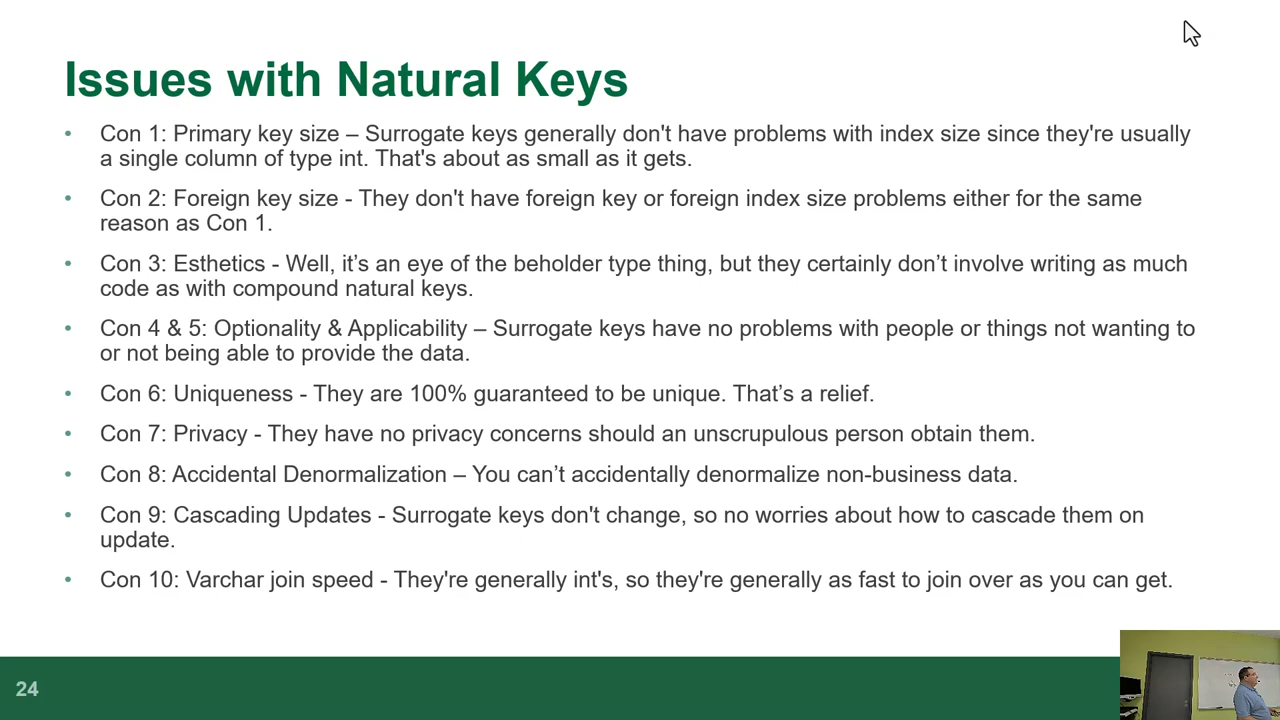 Issues with Natural Keys
• Con 1: Primary key size – Surrogate keys generally don't have problems with index size since they're usually
a single column of type int. That's about as small as it gets.
• Con 2: Foreign key size - They don't have foreign key or foreign index size problems either for the same
reason as Con 1.
• Con 3: Esthetics - Well, it’s an eye of the beholder type thing, but they certainly don’t involve writing as much
code as with compound natural keys.
• Con 4 & 5: Optionality & Applicability – Surrogate keys have no problems with people or things not wanting to
or not being able to provide the data.
• Con 6: Uniqueness - They are 100% guaranteed to be unique. That’s a relief.
• Con 7: Privacy - They have no privacy concerns should an unscrupulous person obtain them.
• Con 8: Accidental Denormalization – You can’t accidentally denormalize non-business data.
• Con 9: Cascading Updates - Surrogate keys don't change, so no worries about how to cascade them on
update.
• Con 10: Varchar join speed - They're generally int's, so they're generally as fast to join over as you can get.
24